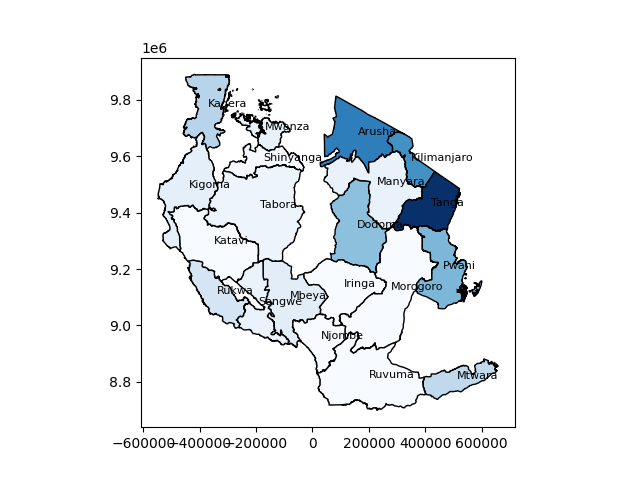 1e6
9.8
9.6
9.4
9.2
9.0
8.8
Kagera
Mwanza
Arusha
Shinyanga
Kilimanjaro
Kigoma
Manyara
Tabora
Tanga
Dodoma
Katavi
Pwani
Rukwa
Songwe
Mbeya
Iringa
Morogoro
Njombe
Ruvuma
Mtwara
−600000
−400000
−200000
0
200000
400000
600000